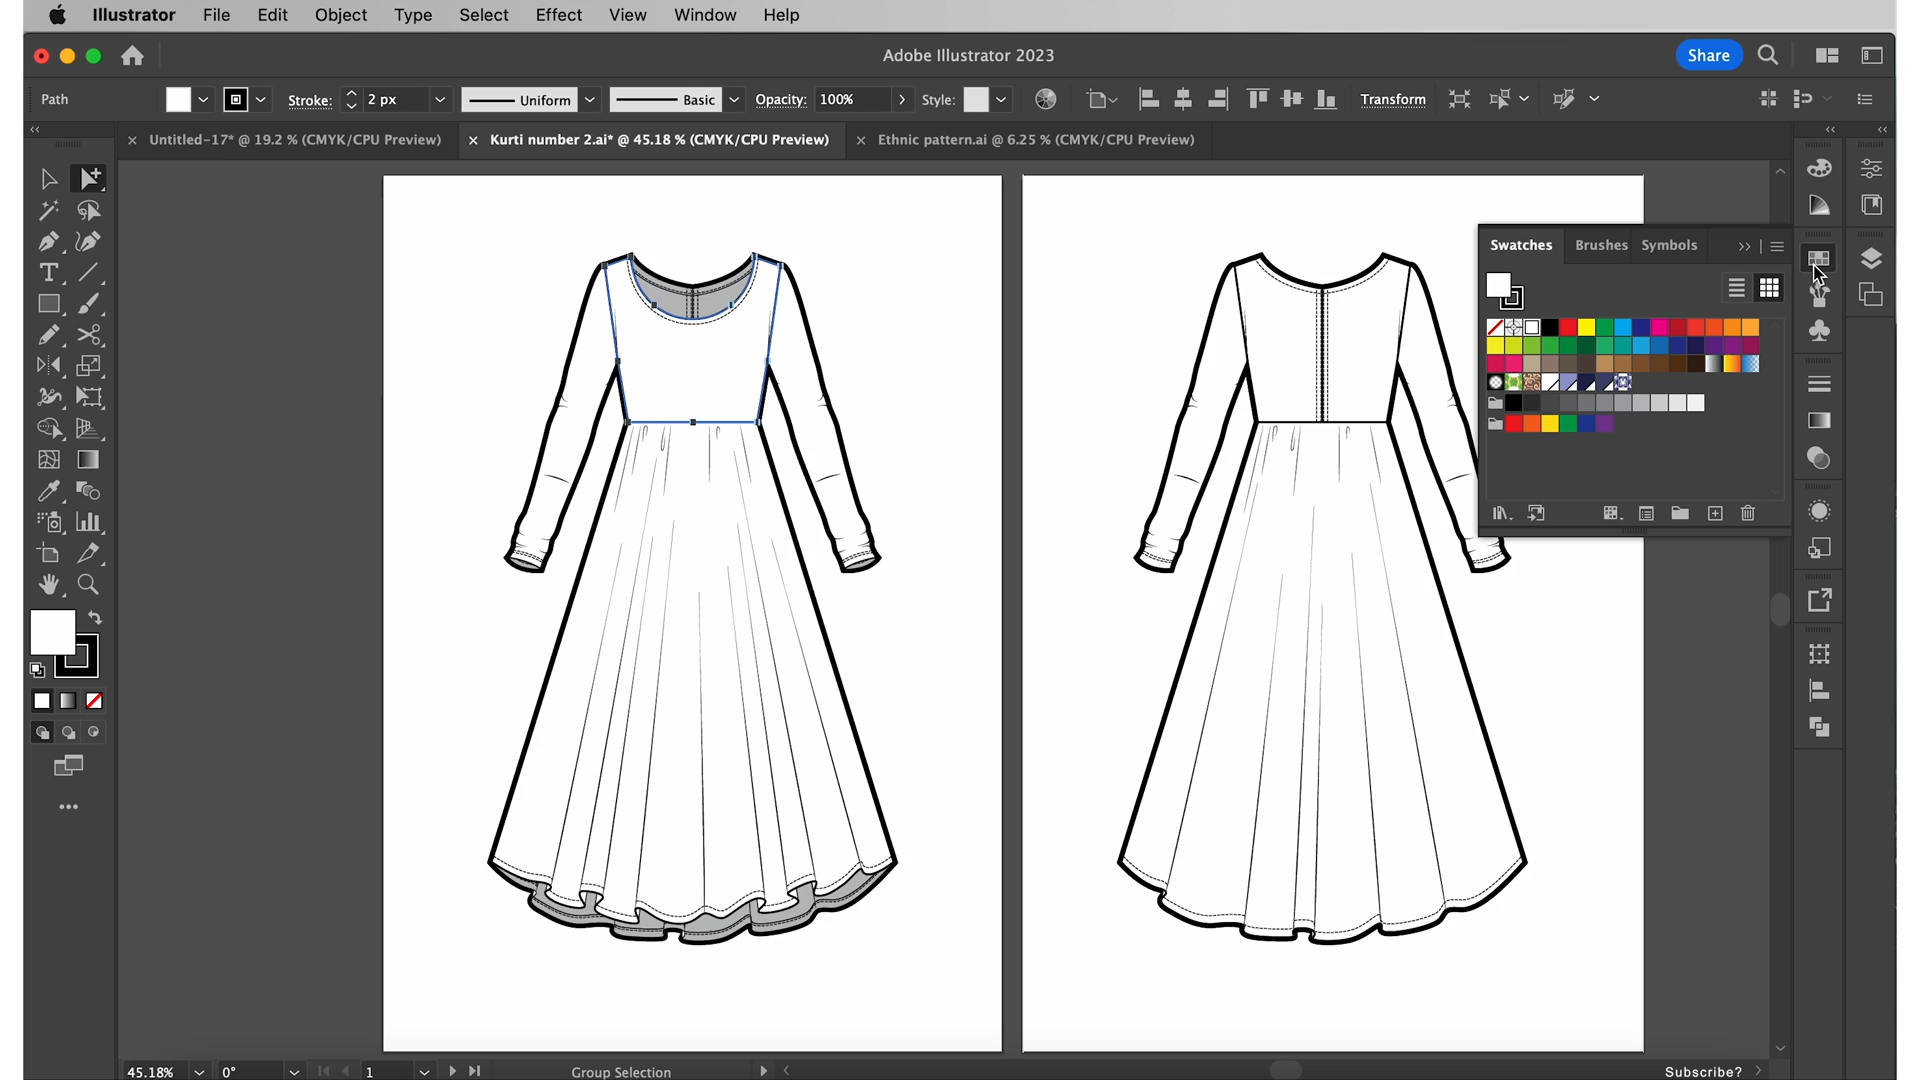 Illustrator File Edit Object Type Select Effect View Window Help
Adobe Illustrator 2023
Share
Path Stroke: 2 px Uniform Basic Opacity: 100% Style: Transform
Untitled-17* @ 19.2 % (CMYK/CPU Preview) Kurti number 2.ai* @ 45.18 % (CMYK/CPU Preview) Ethnic pattern.ai @ 6.25 % (CMYK/CPU Preview)
Swatches Brushes Symbols
45.18% 0° 1 Group Selection Subscribe?